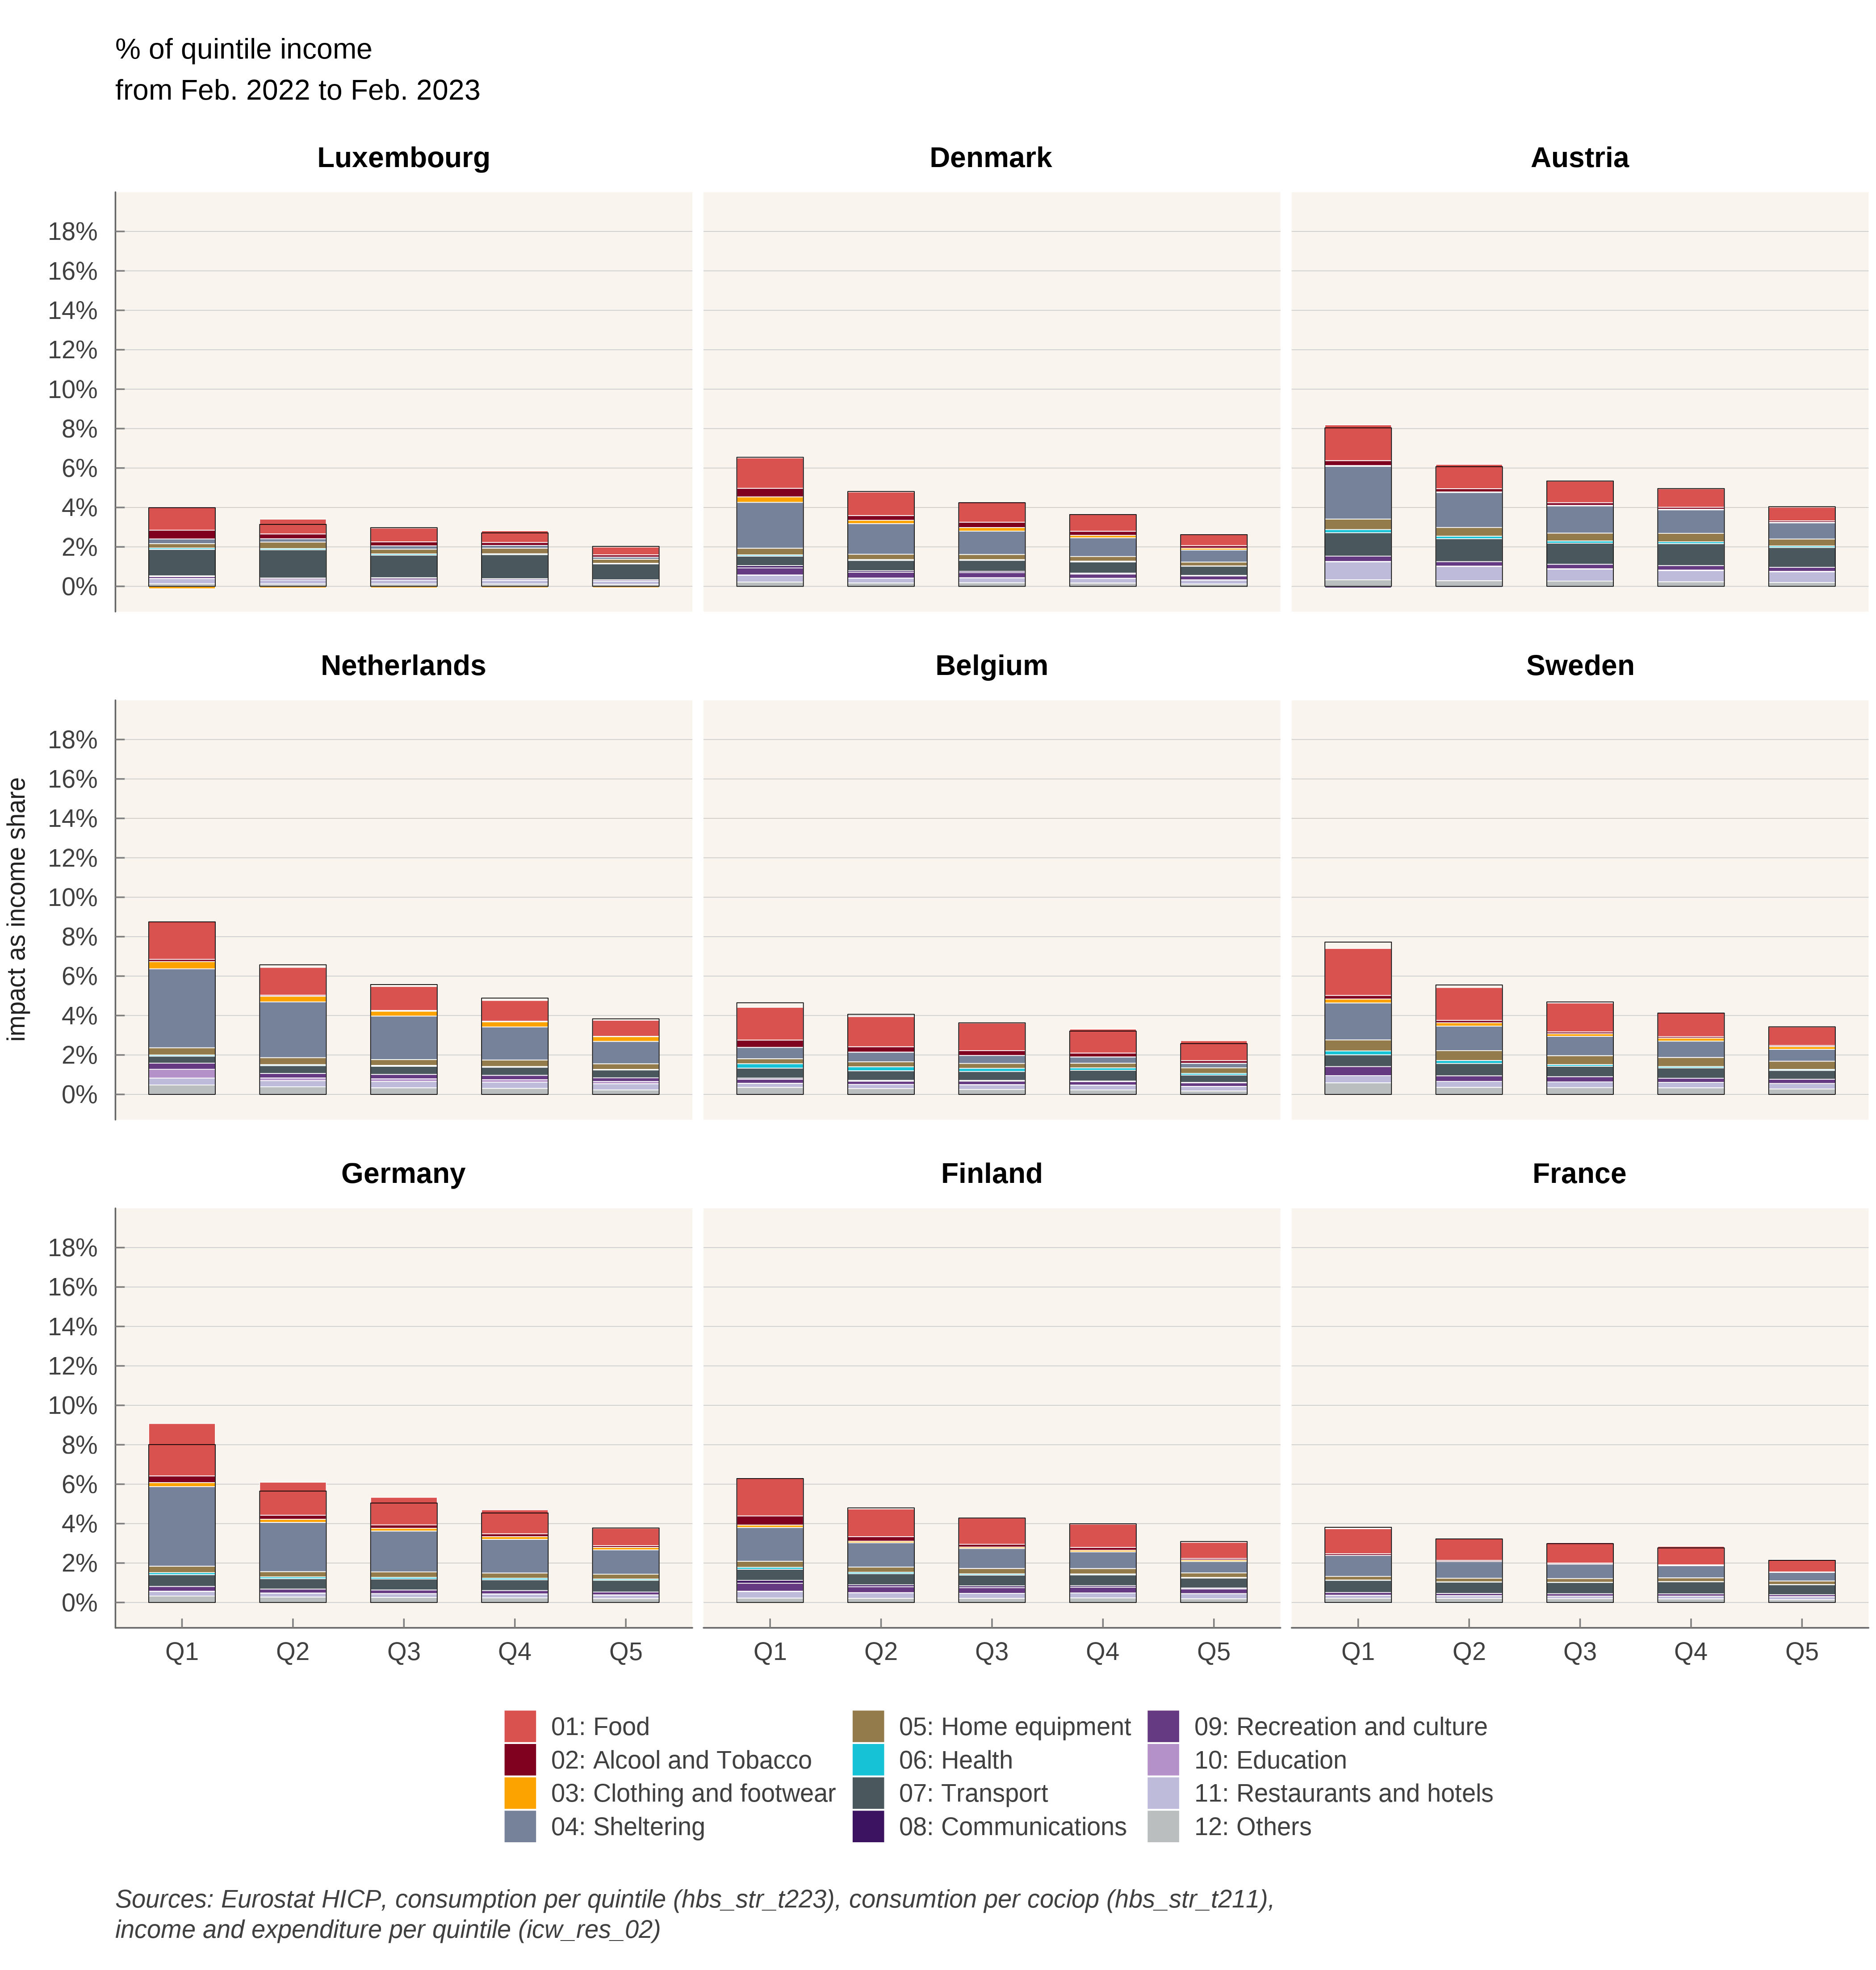 % of quintile income
from Feb. 2022 to Feb. 2023
Luxembourg
Denmark
Austria
18%
16%
14%
12%
10%
8%
6%
4%
2%
0%
Netherlands
Belgium
Sweden
impact as income share
18%
16%
14%
12%
10%
8%
6%
4%
2%
0%
Germany
Finland
France
18%
16%
14%
12%
10%
8%
6%
4%
2%
0%
Q1 Q2 Q3 Q4 Q5 Q1 Q2 Q3 Q4 Q5 Q1 Q2 Q3 Q4 Q5
01: Food
02: Alcool and Tobacco
03: Clothing and footwear
04: Sheltering
05: Home equipment
06: Health
07: Transport
08: Communications
09: Recreation and culture
10: Education
11: Restaurants and hotels
12: Others
Sources: Eurostat HICP, consumption per quintile (hbs_str_t223), consumtion per cociop (hbs_str_t211),
income and expenditure per quintile (icw_res_02)